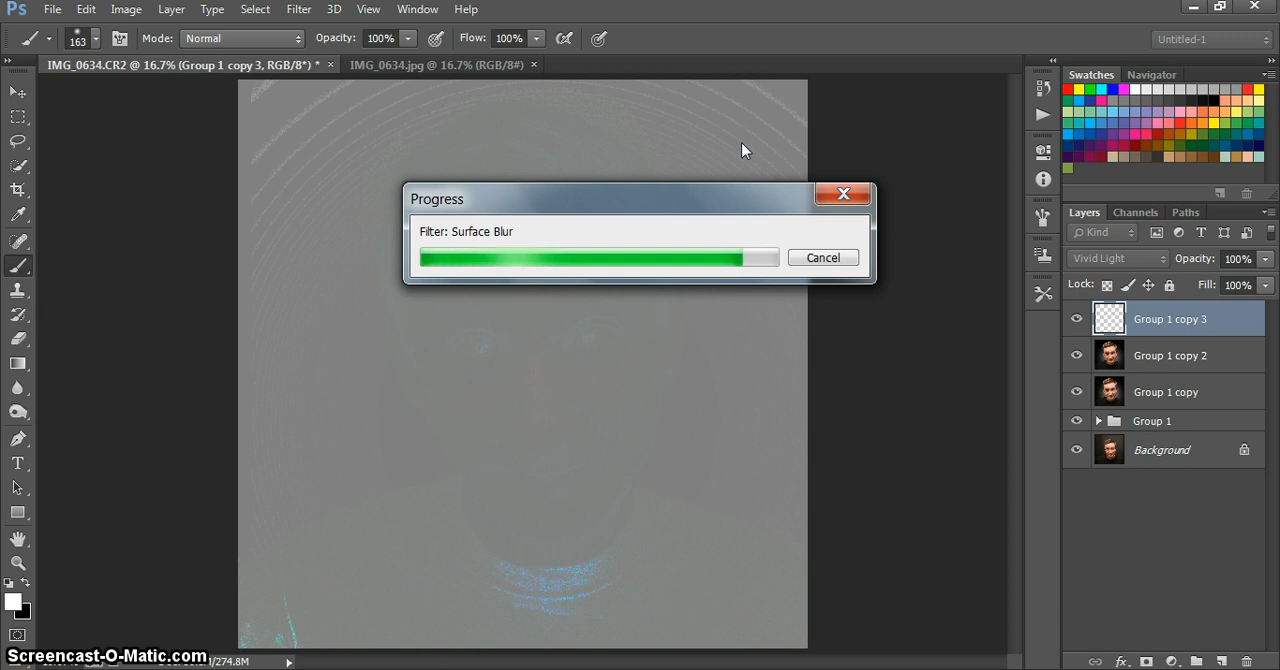 Ps File Edit Image Layer Type Select Filter 3D View Window Help
163 Mode: Normal Opacity: 100% Flow: 100% Untitled-1
IMG_0634.CR2 @ 16.7% (Group 1 copy 3, RGB/8*) * × IMG_0634.jpg @ 16.7% (RGB/8#) ×
Swatches Navigator
Progress
Filter: Surface Blur
Cancel
Layers Channels Paths
Kind
Vivid Light Opacity: 100%
Lock: Fill: 100%
Group 1 copy 3
Group 1 copy 2
Group 1 copy
Group 1
Background
Screencast-O-Matic.com
/274.8M
fx